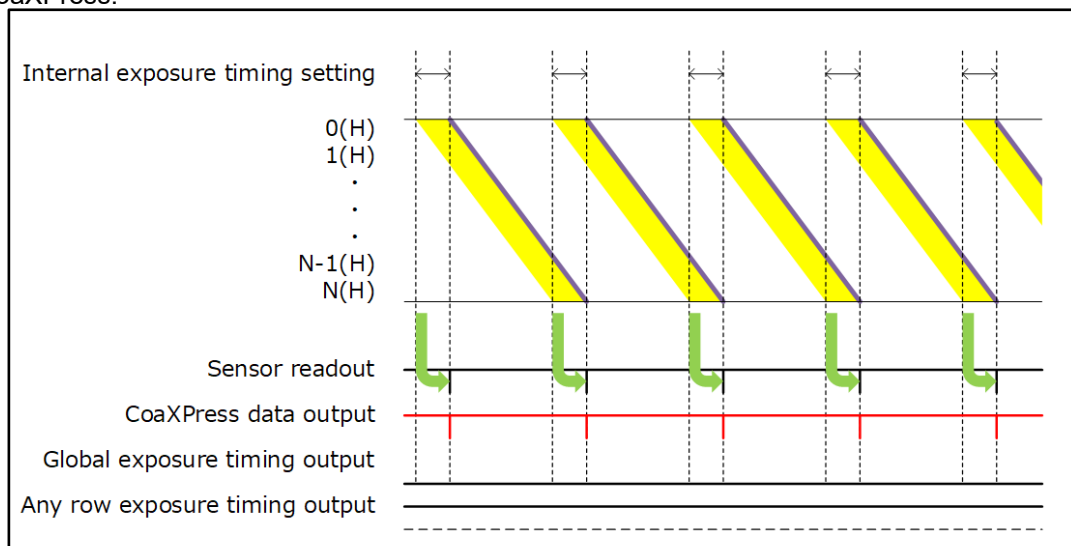 oaXPress.
Internal exposure timing setting
0(H)
1(H)
・
・
・
N-1(H)
N(H)
Sensor readout
CoaXPress data output
Global exposure timing output
Any row exposure timing output